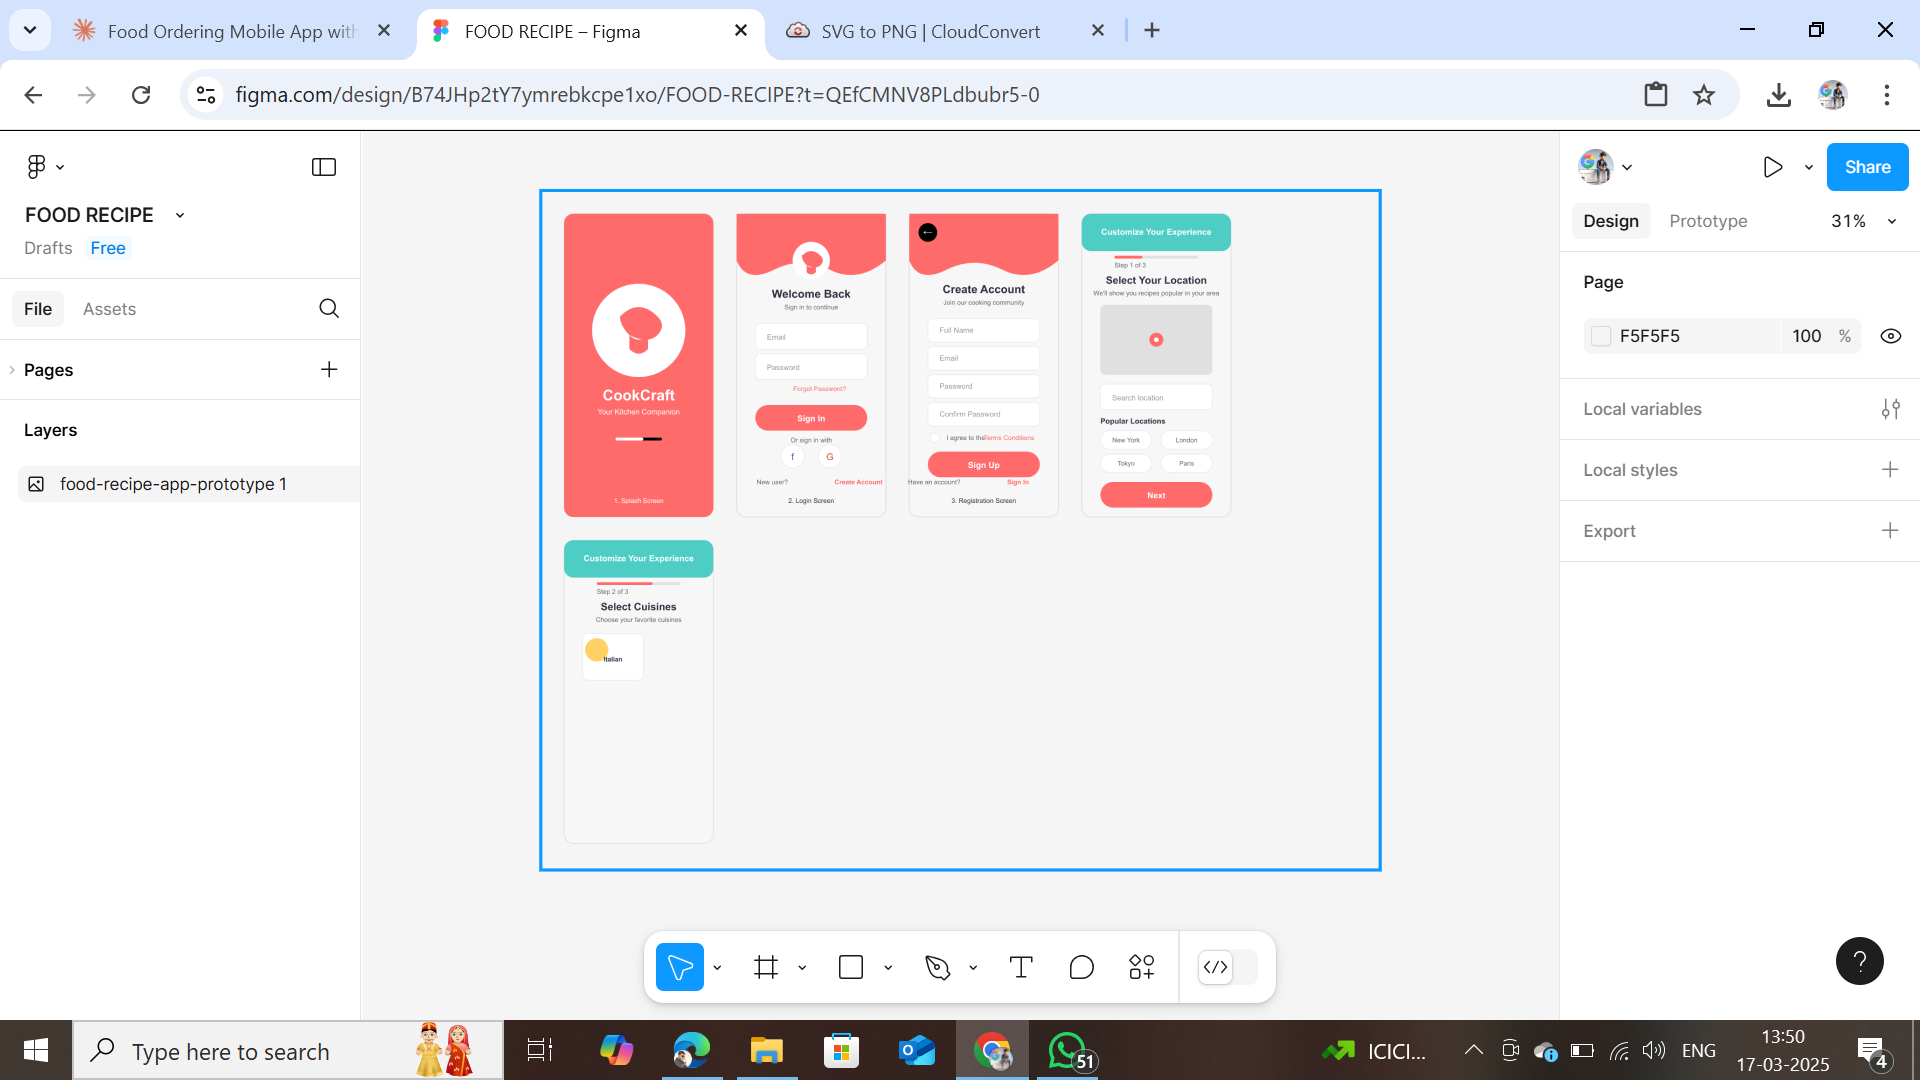 Food Ordering Mobile App with
FOOD RECIPE – Figma
SVG to PNG | CloudConvert
figma.com/design/B74JHp2tY7ymrebkcpe1xo/FOOD-RECIPE?t=QEfCMNV8PLdbubr5-0
FOOD RECIPE
Drafts
Free
File
Assets
Pages
Layers
food-recipe-app-prototype 1
CookCraft
Your Kitchen Companion
1. Splash Screen
Welcome Back
Sign in to continue
Email
Password
Forgot Password?
Sign In
Or sign in with
f
G
New user?
Create Account
2. Login Screen
←
Create Account
Join our cooking community
Full Name
Email
Password
Confirm Password
I agree to theTerms Conditions
Sign Up
Have an account?
Sign In
3. Registration Screen
Customize Your Experience
Step 1 of 3
Select Your Location
We'll show you recipes popular in your area
Search location
Popular Locations
New York
London
Tokyo
Paris
Next
Customize Your Experience
Step 2 of 3
Select Cuisines
Choose your favorite cuisines
Italian
Share
Design
Prototype
31%
Page
F5F5F5
100
%
Local variables
Local styles
Export
?
Type here to search
51
ICICI...
ENG
13:50
17-03-2025
4